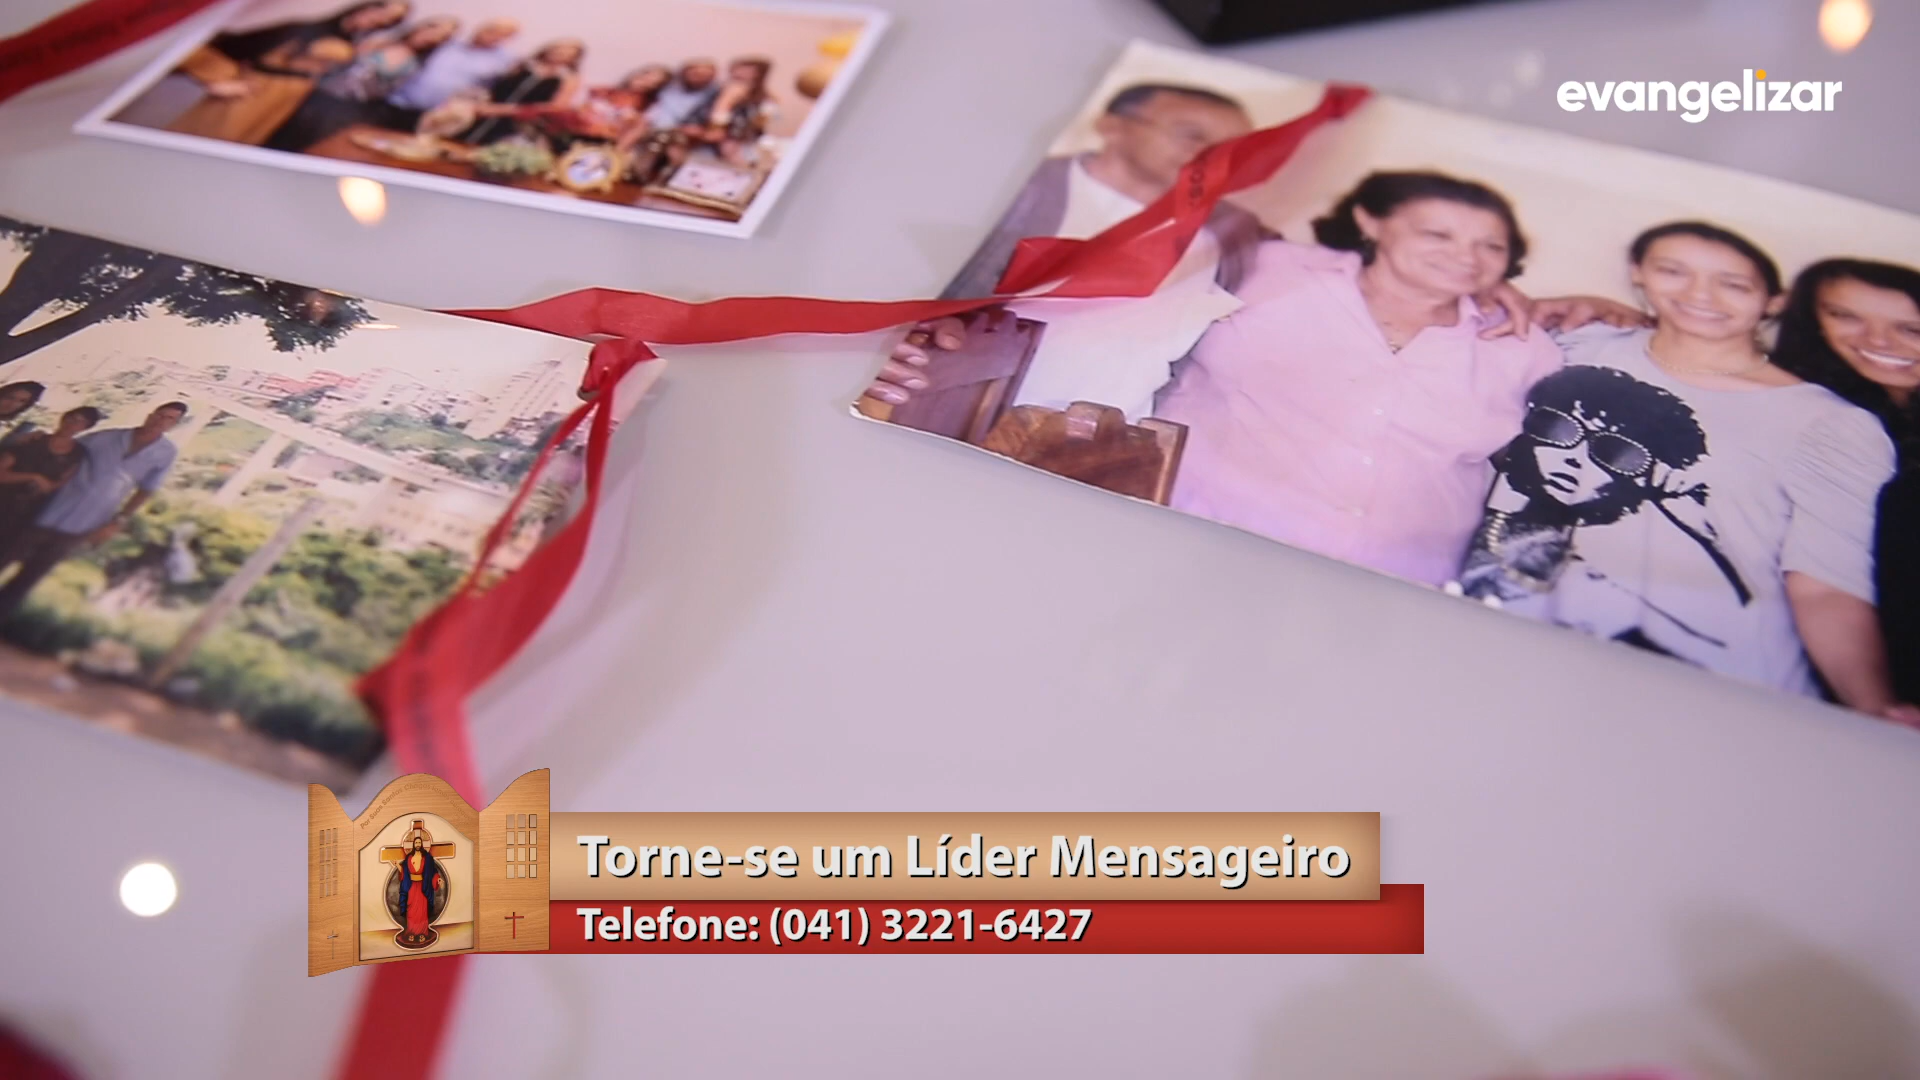 evangelizar
Torne-se um Líder Mensageiro
Telefone: (041) 3221-6427